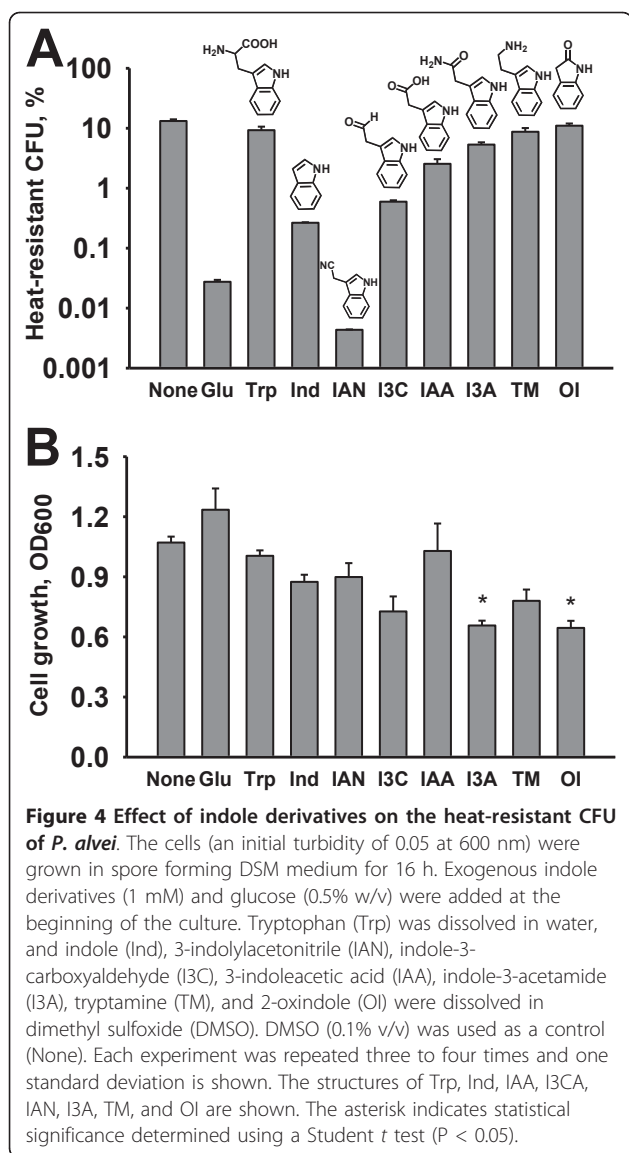 A
Heat-resistant CFU, %
100
10
1
0.1
0.01
0.001
H₂N COOH
NH
NH
NC
NH
O
H
NH
O
OH
NH
H₂N
O
NH
NH₂
NH
O
NH
None Glu Trp Ind IAN I3C IAA I3A TM OI
B
Cell growth, OD600
1.5
1.2
0.9
0.6
0.3
0.0
* *
None Glu Trp Ind IAN I3C IAA I3A TM OI
Figure 4 Effect of indole derivatives on the heat-resistant CFU
of P. alvei. The cells (an initial turbidity of 0.05 at 600 nm) were
grown in spore forming DSM medium for 16 h. Exogenous indole
derivatives (1 mM) and glucose (0.5% w/v) were added at the
beginning of the culture. Tryptophan (Trp) was dissolved in water,
and indole (Ind), 3-indolylacetonitrile (IAN), indole-3-
carboxyaldehyde (I3C), 3-indoleacetic acid (IAA), indole-3-acetamide
(I3A), tryptamine (TM), and 2-oxindole (OI) were dissolved in
dimethyl sulfoxide (DMSO). DMSO (0.1% v/v) was used as a control
(None). Each experiment was repeated three to four times and one
standard deviation is shown. The structures of Trp, Ind, IAA, I3CA,
IAN, I3A, TM, and OI are shown. The asterisk indicates statistical
significance determined using a Student t test (P < 0.05).